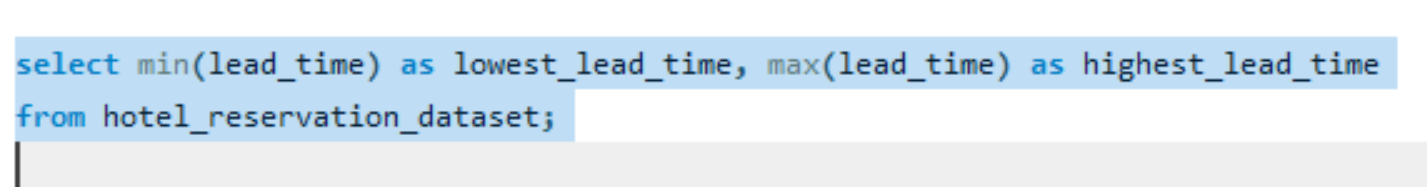 select min(lead_time) as lowest_lead_time, max(lead_time) as highest_lead_time
from hotel_reservation_dataset;